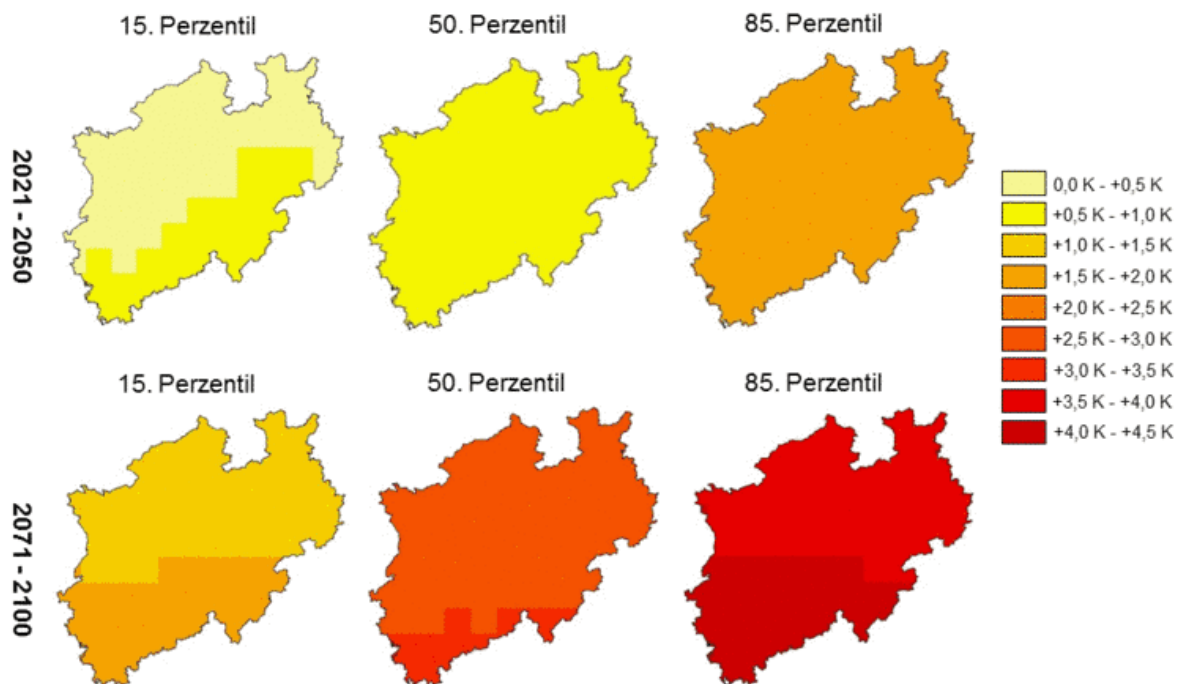 15. Perzentil
50. Perzentil
85. Perzentil
2021 - 2050
0,0 K - +0,5 K
+0,5 K - +1,0 K
+1,0 K - +1,5 K
+1,5 K - +2,0 K
+2,0 K - +2,5 K
+2,5 K - +3,0 K
+3,0 K - +3,5 K
+3,5 K - +4,0 K
+4,0 K - +4,5 K
15. Perzentil
50. Perzentil
85. Perzentil
2071 - 2100